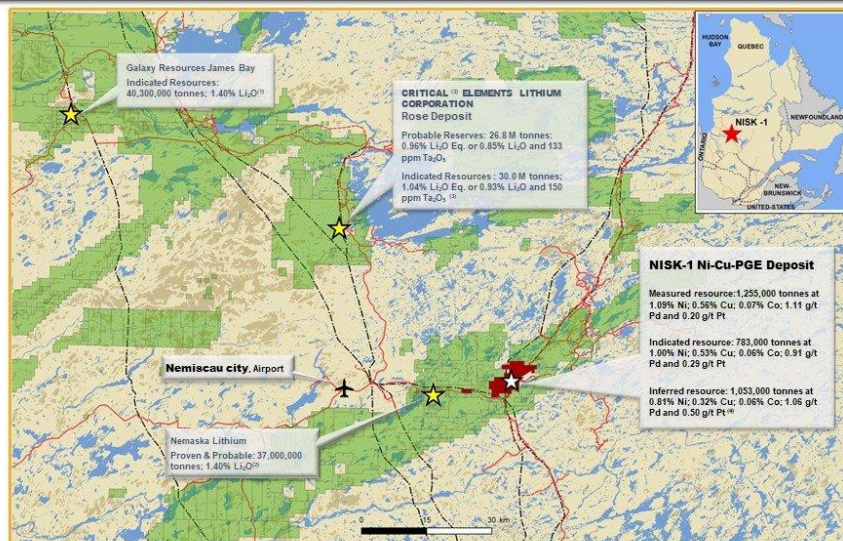 Galaxy Resources James Bay
Indicated Resources:
40,300,000 tonnes; 1.40% Li₂O⁽¹⁾
CRITICAL ⁽³⁾ ELEMENTS LITHIUM
CORPORATION
Rose Deposit
Probable Reserves: 26.8 M tonnes:
0.96% Li₂O Eq. or 0.85% Li₂O and 133
ppm Ta₂O₅
Indicated Resources : 30.0 M tonnes;
1.04% Li₂O Eq. or 0.93% Li₂O and 150
ppm Ta₂O₅ ⁽³⁾
HUDSON
BAY
QUEBEC
NISK -1
NEWFOUNDLAND
ONTARIO
NEW-
BRUNSWICK
UNITED-STATES
NISK-1 Ni-Cu-PGE Deposit
Measured resource:1,255,000 tonnes at
1.09% Ni; 0.56% Cu; 0.07% Co; 1.11 g/t
Pd and 0.20 g/t Pt
Indicated resource: 783,000 tonnes at
1.00% Ni; 0.53% Cu; 0.06% Co; 0.91 g/t
Pd and 0.29 g/t Pt
Inferred resource: 1,053,000 tonnes at
0.81% Ni; 0.32% Cu; 0.06% Co; 1.06 g/t
Pd and 0.50 g/t Pt⁽⁴⁾
Nemiscau city, Airport
Nemaska Lithium
Proven & Probable: 37,000,000
tonnes; 1.40% Li₂O⁽²⁾
0 15 30 km